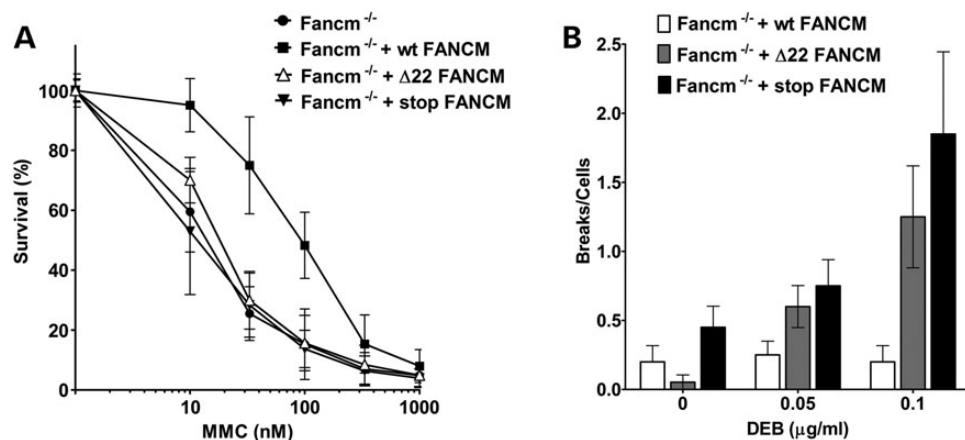 A
Fancm -/-
Fancm -/- + wt FANCM
Fancm -/- + Δ22 FANCM
Fancm -/- + stop FANCM
Survival (%)
100
80
60
40
20
0
10
100
1000
MMC (nM)
B
Fancm -/- + wt FANCM
Fancm -/- + Δ22 FANCM
Fancm -/- + stop FANCM
Breaks/Cells
2.5
2.0
1.5
1.0
0.5
0.0
0
0.05
0.1
DEB (μg/ml)